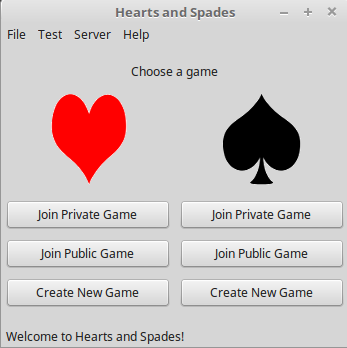 Hearts and Spades
File Test Server Help
Choose a game
Join Private Game Join Private Game
Join Public Game Join Public Game
Create New Game Create New Game
Welcome to Hearts and Spades!